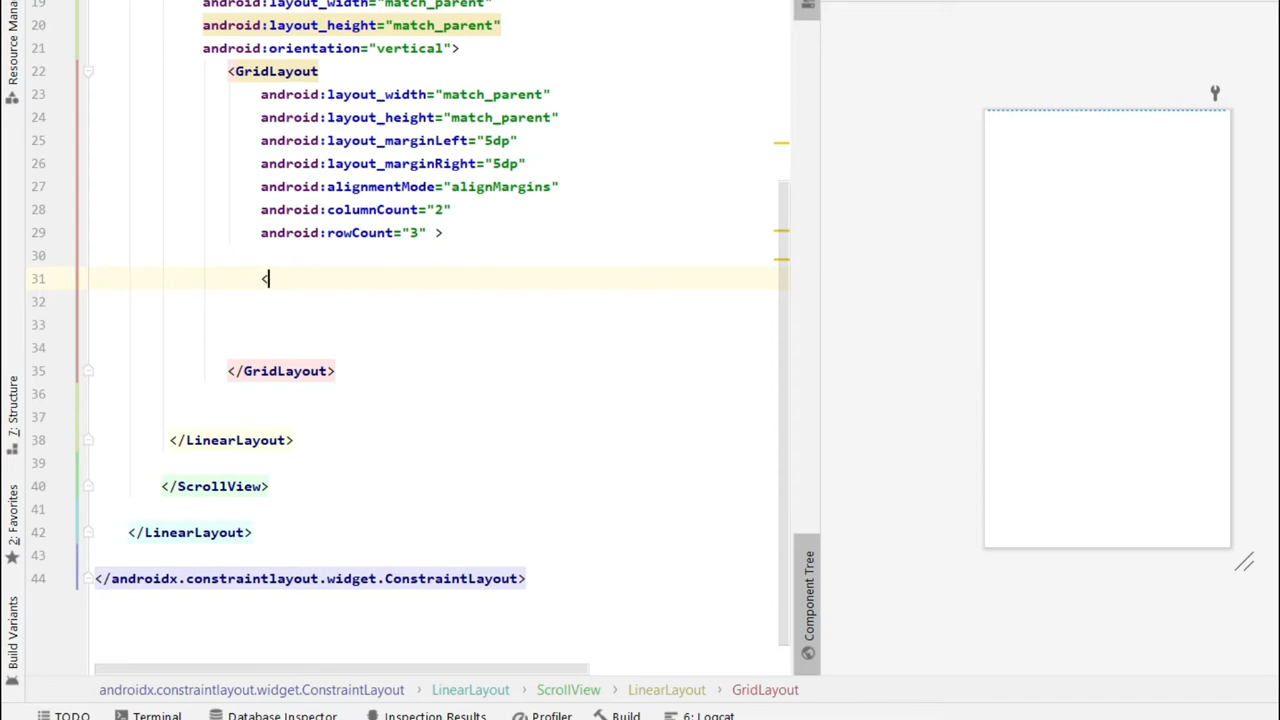 19 android:layout_width="match_parent"
20 android:layout_height="match_parent"
21 android:orientation="vertical">
22 <GridLayout
23 android:layout_width="match_parent"
24 android:layout_height="match_parent"
25 android:layout_marginLeft="5dp"
26 android:layout_marginRight="5dp"
27 android:alignmentMode="alignMargins"
28 android:columnCount="2"
29 android:rowCount="3" >
30
31 <
32
33
34
35 </GridLayout>
36
37
38 </LinearLayout>
39
40 </ScrollView>
41
42 </LinearLayout>
43
44 </androidx.constraintlayout.widget.ConstraintLayout>
Resource Mana
7: Structure
2: Favorites
Build Variants
Component Tree
androidx.constraintlayout.widget.ConstraintLayout › LinearLayout › ScrollView › LinearLayout › GridLayout
TODO Terminal Database Inspector Inspection Results Profiler Build 6: Logcat